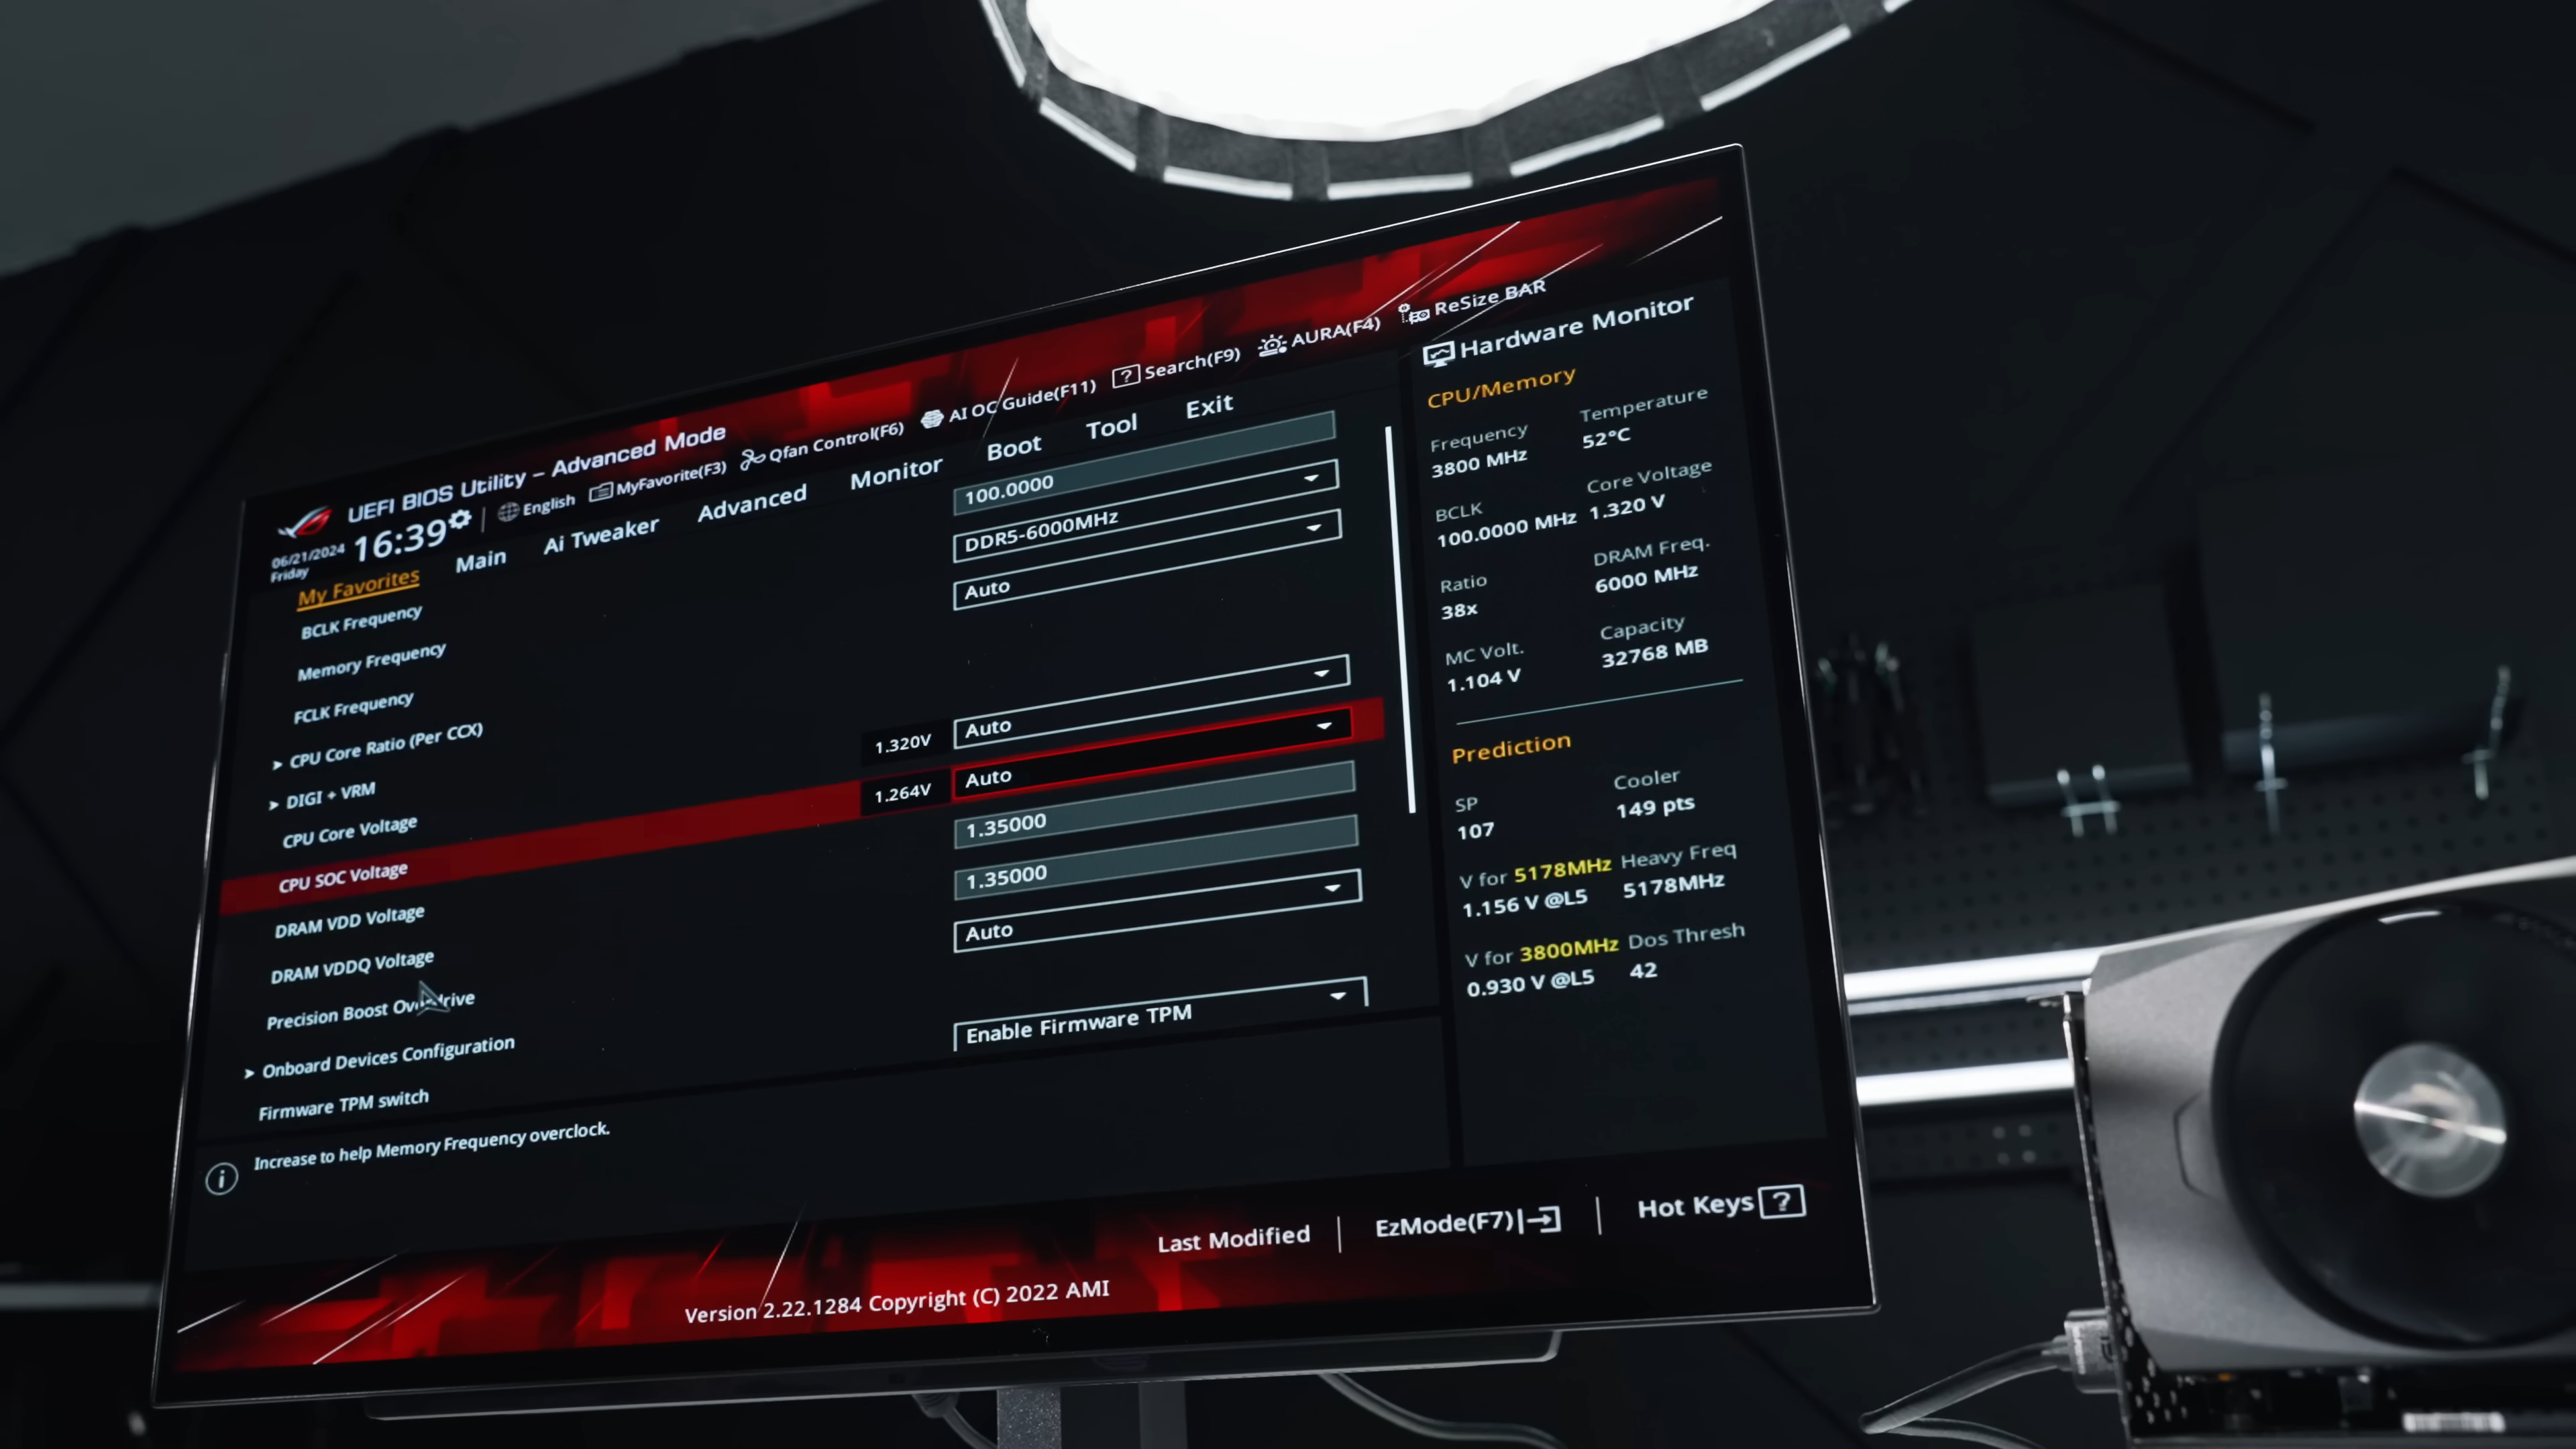 UEFI BIOS Utility – Advanced Mode
06/21/2024
Friday
16:39
English
MyFavorite(F3)
Qfan Control(F6)
AI OC Guide(F11)
Search(F9)
AURA(F4)
ReSize BAR
My Favorites
Main
Ai Tweaker
Advanced
Monitor
Boot
Tool
Exit
BCLK Frequency
100.0000
Memory Frequency
DDR5-6000MHz
FCLK Frequency
Auto
CPU Core Ratio (Per CCX)
DIGI + VRM
CPU Core Voltage
1.320V
Auto
CPU SOC Voltage
1.264V
Auto
DRAM VDD Voltage
1.35000
DRAM VDDQ Voltage
1.35000
Precision Boost Overdrive
Auto
Onboard Devices Configuration
Firmware TPM switch
Enable Firmware TPM
Increase to help Memory Frequency overclock.
Hardware Monitor
CPU/Memory
Frequency
3800 MHz
Temperature
52°C
BCLK
100.0000 MHz
Core Voltage
1.320 V
Ratio
38x
DRAM Freq.
6000 MHz
MC Volt.
1.104 V
Capacity
32768 MB
Prediction
SP
107
Cooler
149 pts
V for 5178MHz
1.156 V @L5
Heavy Freq
5178MHz
V for 3800MHz
0.930 V @L5
Dos Thresh
42
Last Modified
EzMode(F7)
Hot Keys ?
Version 2.22.1284 Copyright (C) 2022 AMI